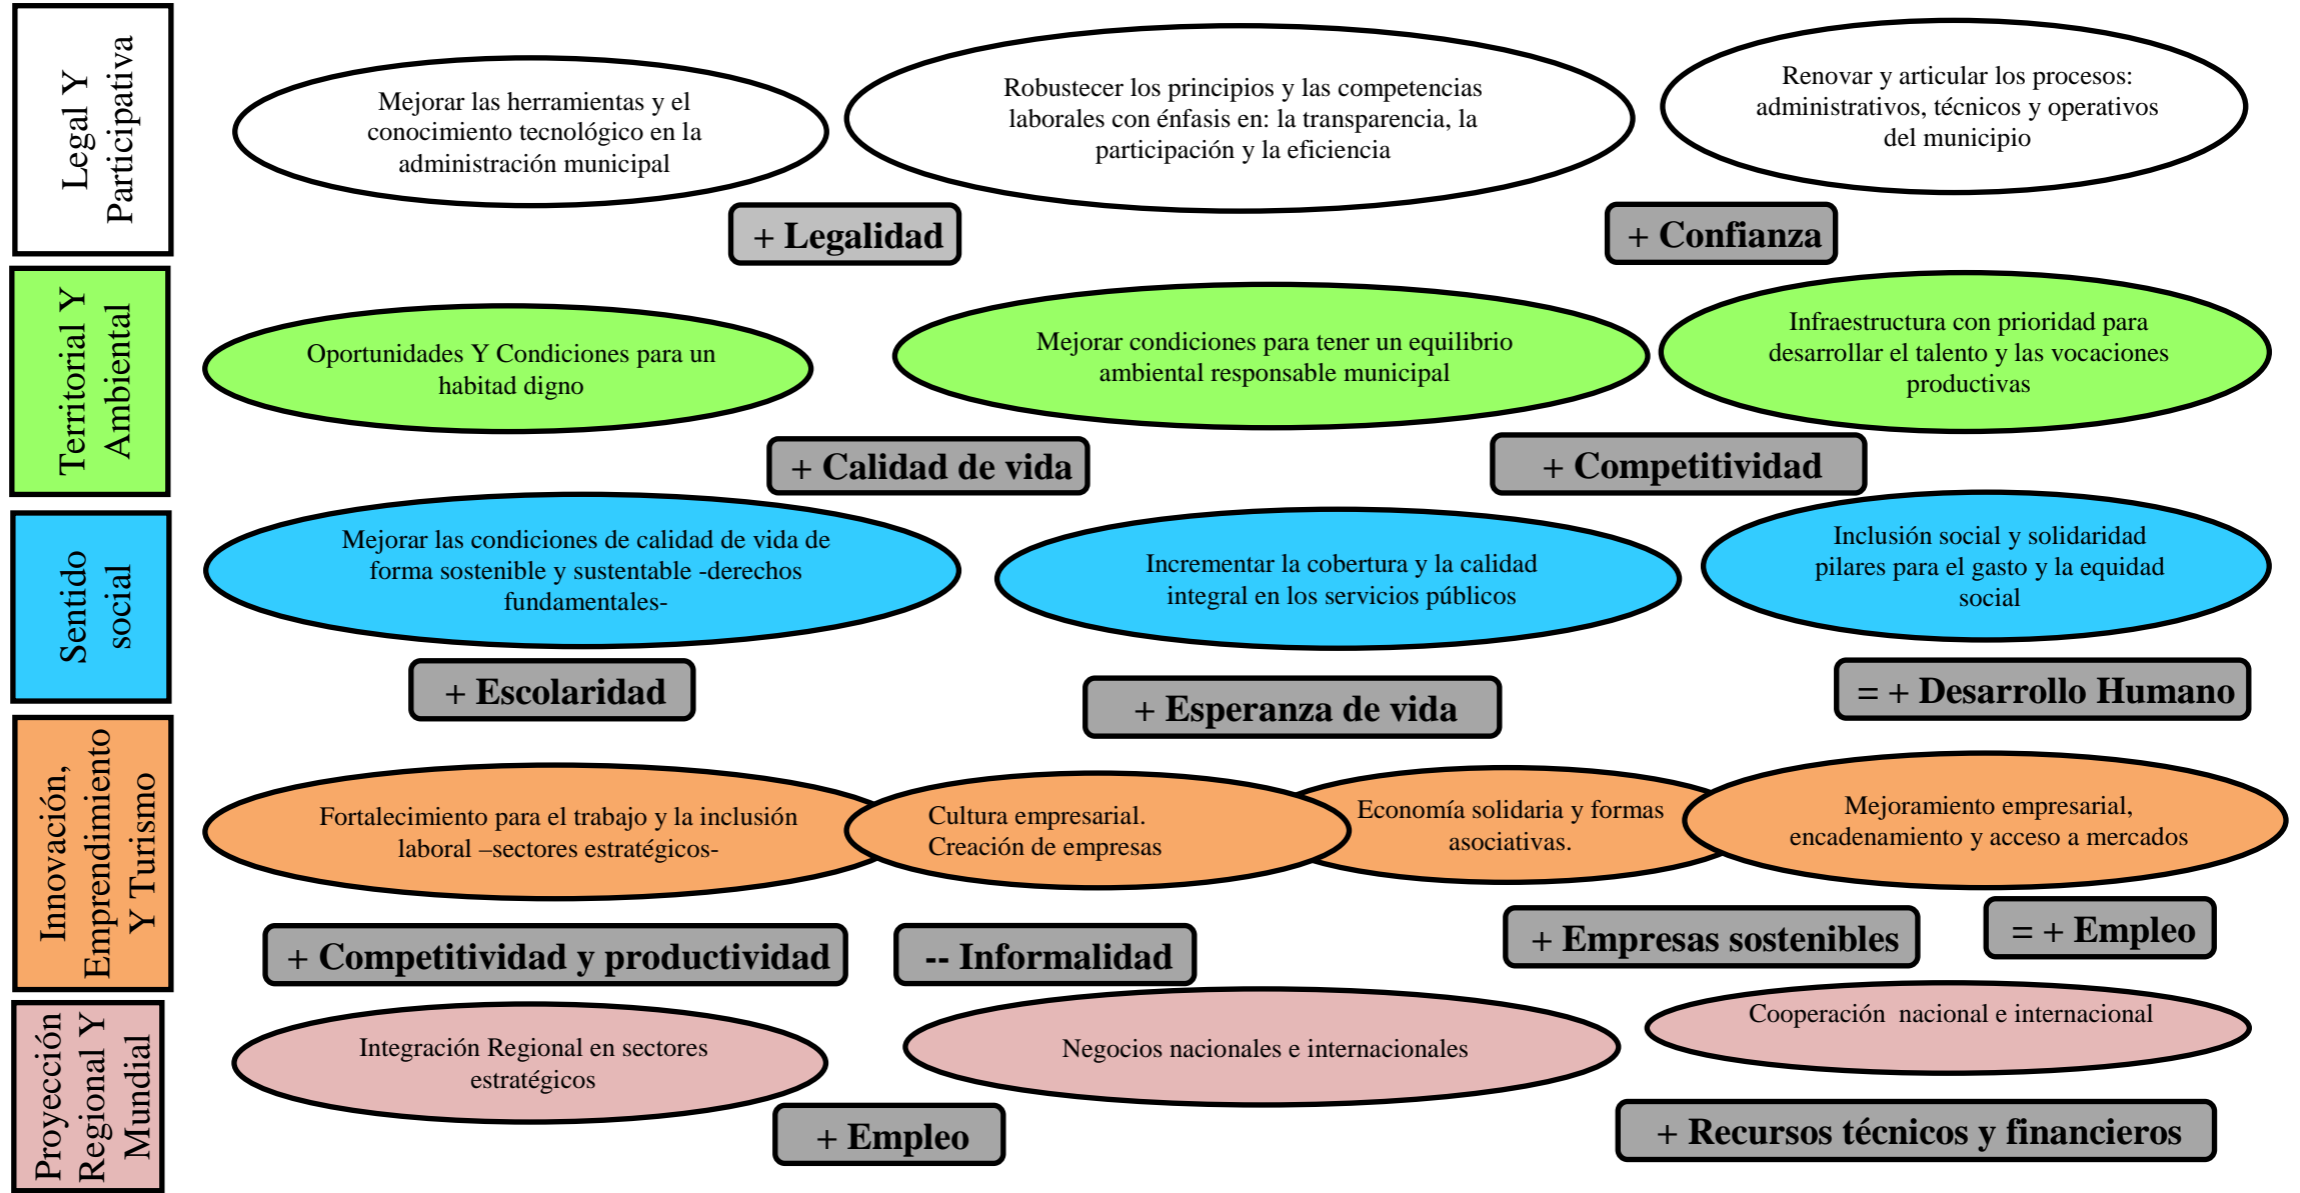 Legal Y
Participativa
Mejorar las herramientas y el
conocimiento tecnológico en la
administración municipal
Robustecer los principios y las competencias
laborales con énfasis en: la transparencia, la
participación y la eficiencia
Renovar y articular los procesos:
administrativos, técnicos y operativos
del municipio
+ Legalidad
+ Confianza
Territorial Y
Ambiental
Oportunidades Y Condiciones para un
habitad digno
Mejorar condiciones para tener un equilibrio
ambiental responsable municipal
Infraestructura con prioridad para
desarrollar el talento y las vocaciones
productivas
+ Calidad de vida
+ Competitividad
Sentido
social
Mejorar las condiciones de calidad de vida de
forma sostenible y sustentable -derechos
fundamentales-
Incrementar la cobertura y la calidad
integral en los servicios públicos
Inclusión social y solidaridad
pilares para el gasto y la equidad
social
+ Escolaridad
+ Esperanza de vida
= + Desarrollo Humano
Innovación,
Emprendimiento
Y Turismo
Fortalecimiento para el trabajo y la inclusión
laboral –sectores estratégicos-
Cultura empresarial.
Creación de empresas
Economía solidaria y formas
asociativas.
Mejoramiento empresarial,
encadenamiento y acceso a mercados
+ Competitividad y productividad
-- Informalidad
+ Empresas sostenibles
= + Empleo
Proyección
Regional Y
Mundial
Integración Regional en sectores
estratégicos
Negocios nacionales e internacionales
Cooperación  nacional e internacional
+ Empleo
+ Recursos técnicos y financieros